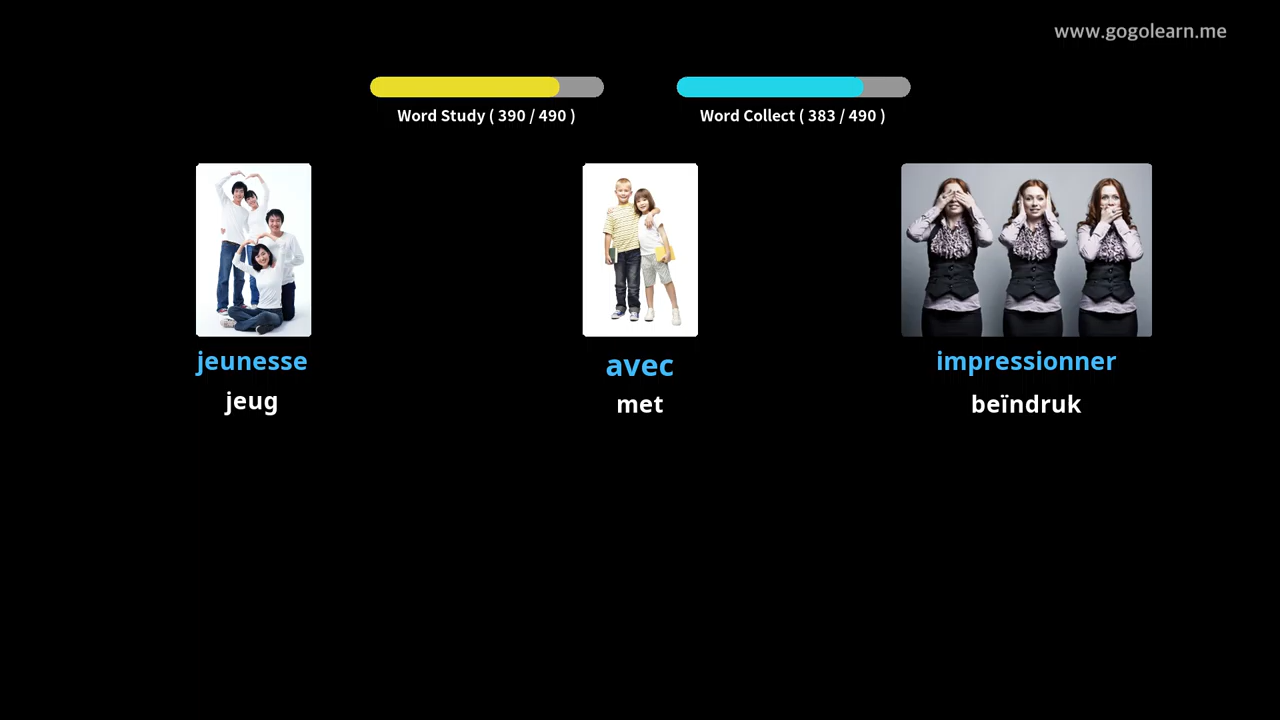 www.gogolearn.me
Word Study ( 390 / 490 )
Word Collect ( 383 / 490 )
jeunesse
jeug
avec
met
impressionner
beïndruk